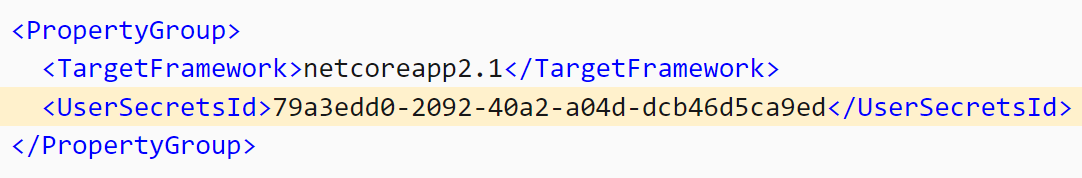 <PropertyGroup>
<TargetFramework>netcoreapp2.1</TargetFramework>
<UserSecretsId>79a3edd0-2092-40a2-a04d-dcb46d5ca9ed</UserSecretsId>
</PropertyGroup>